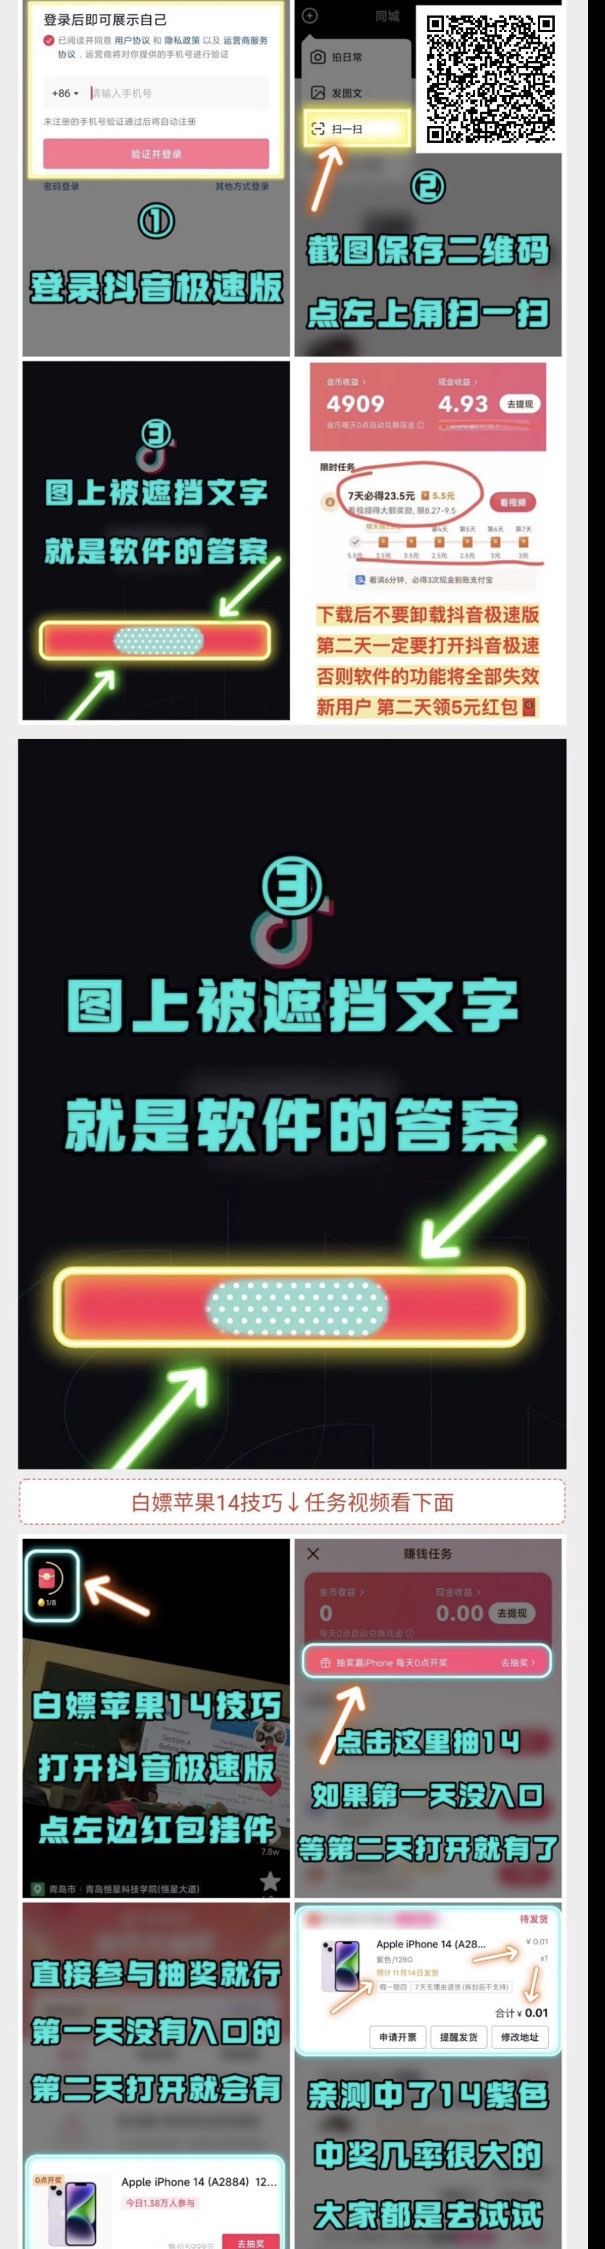 登录后即可展示自己
已阅读并同意 用户协议 和 隐私政策 以及 运营商服务
协议，运营商将对你提供的手机号进行验证
+86
请输入手机号
未注册的手机号验证通过后将自动注册
验证并登录
密码登录
其他方式登录
①
登录抖音极速版
同城
拍日常
发图文
扫一扫
②
截图保存二维码
点左上角扫一扫
③
图上被遮挡文字
就是软件的答案
金币收益 >
现金收益 >
4909
4.93
去提现
金币每天0点自动兑换现金
限时任务
7天必得23.5元
5.5元
看视频得大额奖励, 限8.27-9.5
看视频
第4天 第5天 第6天 第7天
5.5元 3.5元 3.5元 2.5元 2.5元 3元 3元
看满6分钟，必得3次现金到账支付宝
下载后不要卸载抖音极速版
第二天一定要打开抖音极速
否则软件的功能将全部失效
新用户 第二天领5元红包
③
图上被遮挡文字
就是软件的答案
白嫖苹果14技巧↓任务视频看下面
1/8
白嫖苹果14技巧
打开抖音极速版
点左边红包挂件
7.8w
青岛市 | 青岛恒星科技学院(恒星大道)
赚钱任务
金币收益 >
现金收益 >
0
0.00
去提现
每天0点自动兑换现金
抽奖赢iPhone 每天0点开奖
去抽奖 >
点击这里抽14
如果第一天没入口
等第二天打开就有了
直接参与抽奖就行
第一天没有入口的
第二天打开就会有
0点开奖
Apple iPhone 14 (A2884) 12...
今日1.38万人参与
售价5999元
去抽奖
待发货
Apple iPhone 14 (A28...
¥ 0.01
紫色/128G
x1
预计11月14日发货
假一赔四
7天无理由退货(拆封后不支持)
合计¥ 0.01
申请开票
提醒发货
修改地址
亲测中了14紫色
中奖几率很大的
大家都是去试试